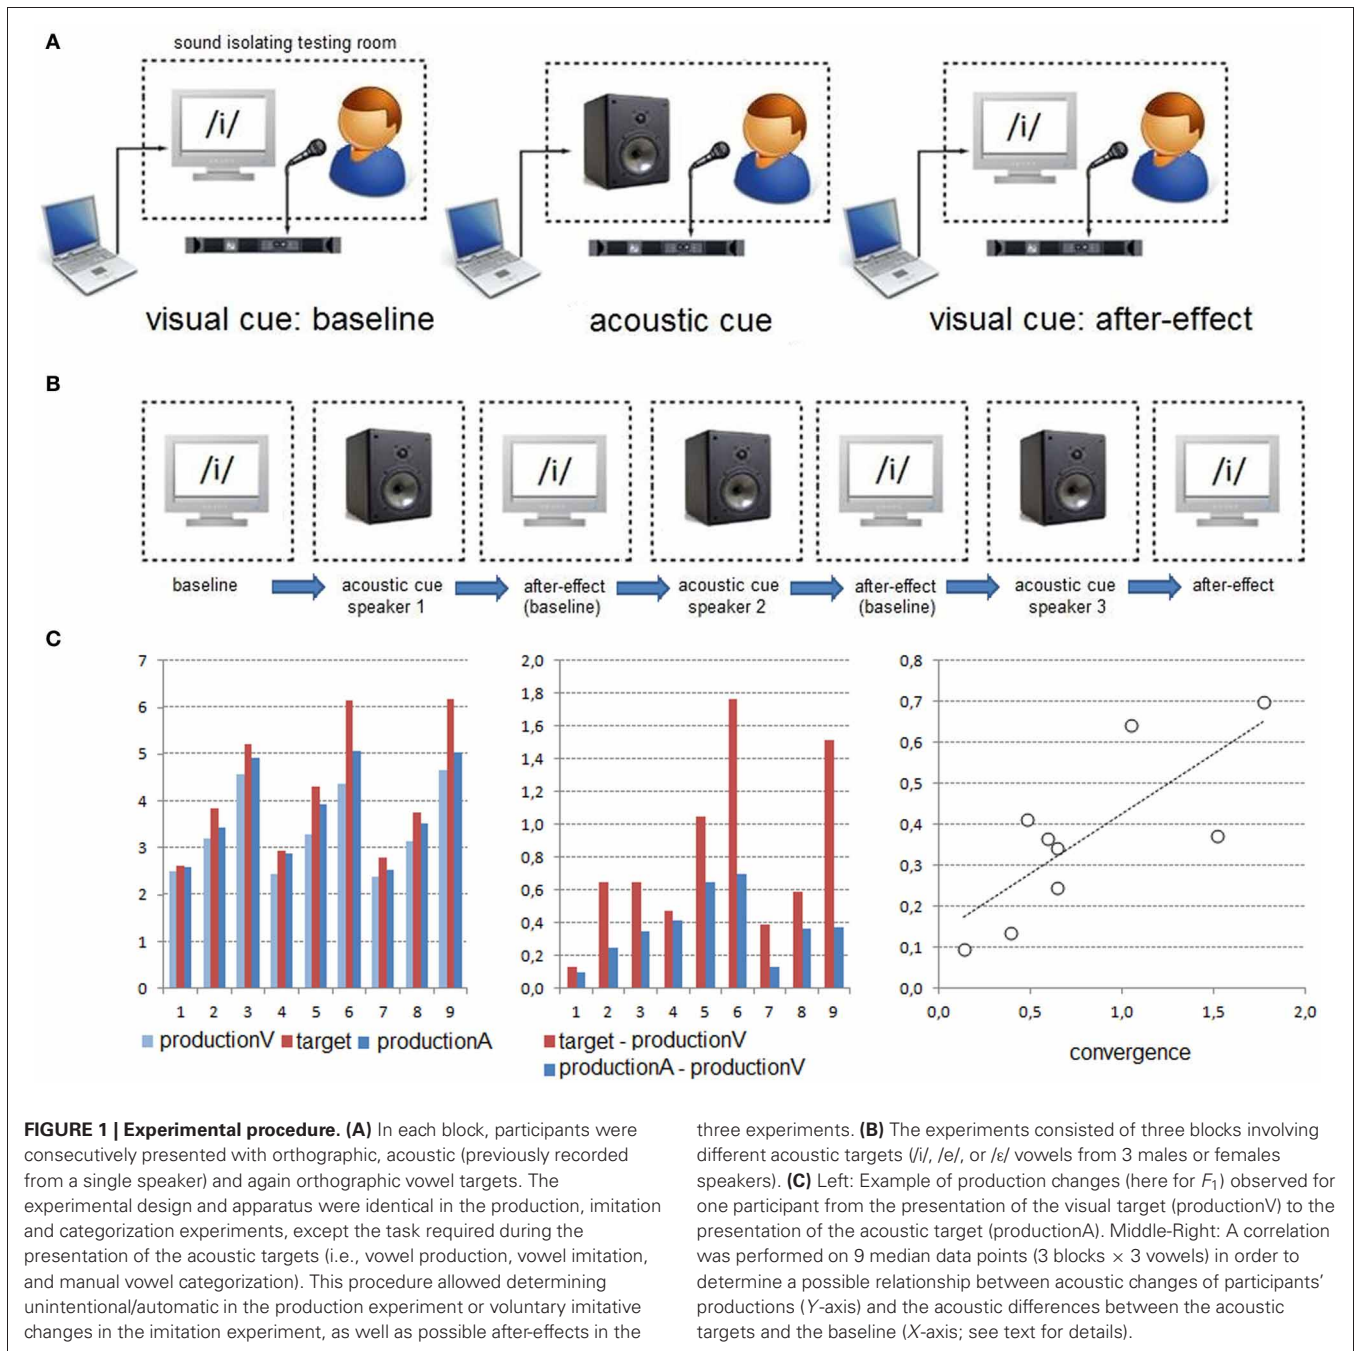 A
sound isolating testing room
/i/
/i/
visual cue: baseline
acoustic cue
visual cue: after-effect
B
/i/
/i/
/i/
/i/
baseline
acoustic cue
speaker 1
after-effect
(baseline)
acoustic cue
speaker 2
after-effect
(baseline)
acoustic cue
speaker 3
after-effect
C
7
6
5
4
3
2
1
0
1 2 3 4 5 6 7 8 9
productionV target productionA
2,0
1,8
1,6
1,4
1,2
1,0
0,8
0,6
0,4
0,2
0,0
1 2 3 4 5 6 7 8 9
target - productionV
productionA - productionV
0,8
0,7
0,6
0,5
0,4
0,3
0,2
0,1
0,0
0,0 0,5 1,0 1,5 2,0
convergence
FIGURE 1 | Experimental procedure. (A) In each block, participants were
consecutively presented with orthographic, acoustic (previously recorded
from a single speaker) and again orthographic vowel targets. The
experimental design and apparatus were identical in the production, imitation
and categorization experiments, except the task required during the
presentation of the acoustic targets (i.e., vowel production, vowel imitation,
and manual vowel categorization). This procedure allowed determining
unintentional/automatic in the production experiment or voluntary imitative
changes in the imitation experiment, as well as possible after-effects in the
three experiments. (B) The experiments consisted of three blocks involving
different acoustic targets (/i/, /e/, or /ε/ vowels from 3 males or females
speakers). (C) Left: Example of production changes (here for F1) observed for
one participant from the presentation of the visual target (productionV) to the
presentation of the acoustic target (productionA). Middle-Right: A correlation
was performed on 9 median data points (3 blocks × 3 vowels) in order to
determine a possible relationship between acoustic changes of participants'
productions (Y-axis) and the acoustic differences between the acoustic
targets and the baseline (X-axis; see text for details).